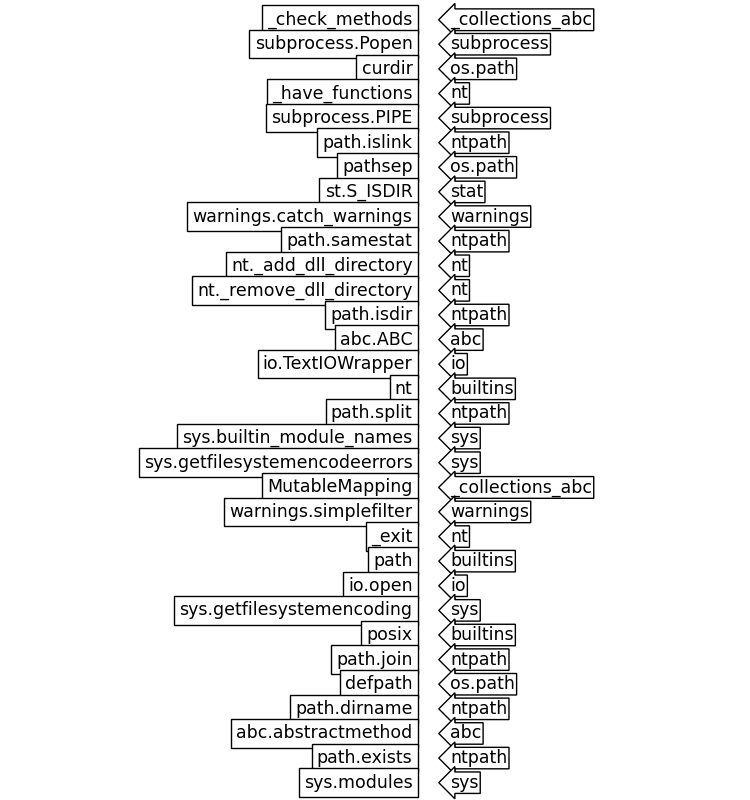 _check_methods _collections_abc
subprocess.Popen subprocess
curdir os.path
_have_functions nt
subprocess.PIPE subprocess
path.islink ntpath
pathsep os.path
st.S_ISDIR stat
warnings.catch_warnings warnings
path.samestat ntpath
nt._add_dll_directory nt
nt._remove_dll_directory nt
path.isdir ntpath
abc.ABC abc
io.TextIOWrapper io
nt builtins
path.split ntpath
sys.builtin_module_names sys
sys.getfilesystemencodeerrors sys
MutableMapping _collections_abc
warnings.simplefilter warnings
_exit nt
path builtins
io.open io
sys.getfilesystemencoding sys
posix builtins
path.join ntpath
defpath os.path
path.dirname ntpath
abc.abstractmethod abc
path.exists ntpath
sys.modules sys